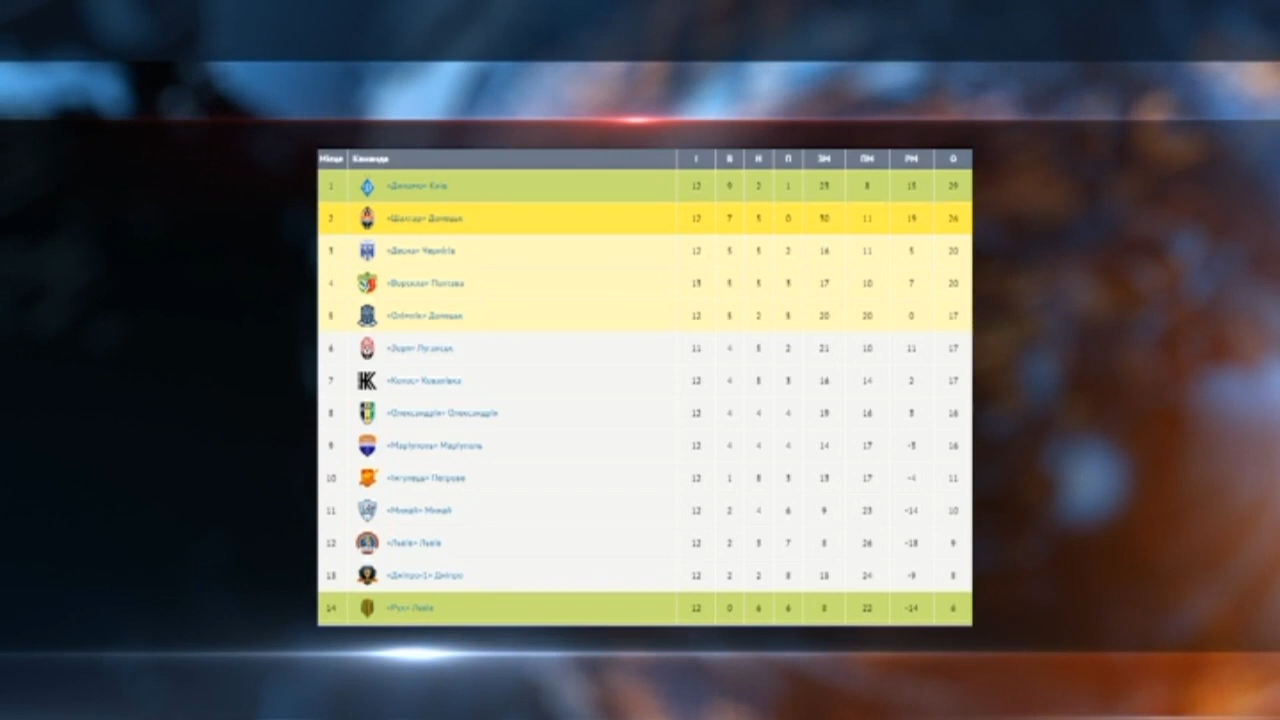 Місце Команда І В Н П ЗМ ПМ РМ О
1 «Динамо» Київ 12 9 2 1 23 8 15 29
2 «Шахтар» Донецьк 12 7 5 0 30 11 19 26
3 «Десна» Чернігів 12 5 5 2 16 11 5 20
4 «Ворскла» Полтава 13 5 5 3 17 10 7 20
5 «Олімпік» Донецьк 12 5 2 5 20 20 0 17
6 «Зоря» Луганськ 11 4 5 2 21 10 11 17
7 «Колос» Ковалівка 12 4 5 3 16 14 2 17
8 «Олександрія» Олександрія 12 4 4 4 19 16 3 16
9 «Маріуполь» Маріуполь 12 4 4 4 14 17 -3 16
10 «Інгулець» Петрове 12 1 8 3 13 17 -4 11
11 «Минай» Минай 12 2 4 6 9 23 -14 10
12 «Львів» Львів 12 2 3 7 8 26 -18 9
13 «Дніпро-1» Дніпро 12 2 2 8 15 24 -9 8
14 «Рух» Львів 12 0 6 6 8 22 -14 6